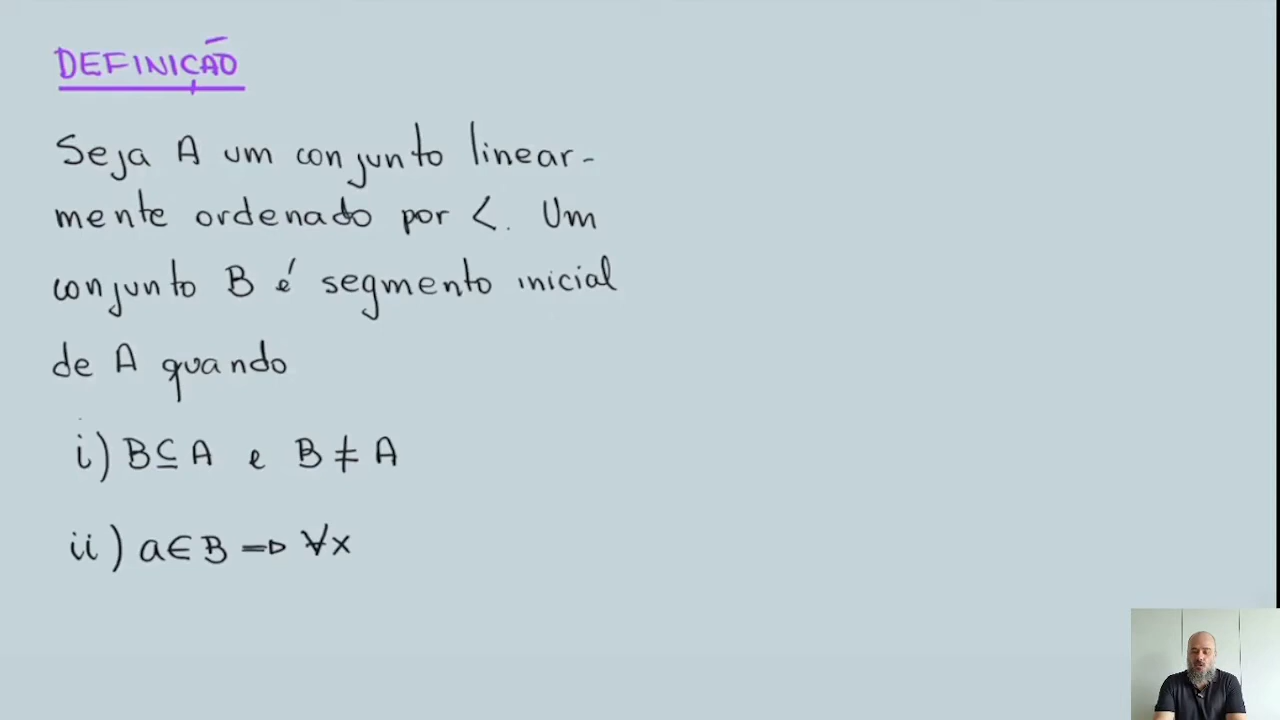 DEFINIÇÃO
Seja A um conjunto linear-
mente ordenado por <. Um
conjunto B é segmento inicial
de A quando
i) B ⊆ A e B ≠ A
ii) a ∈ B ⇒ ∀x